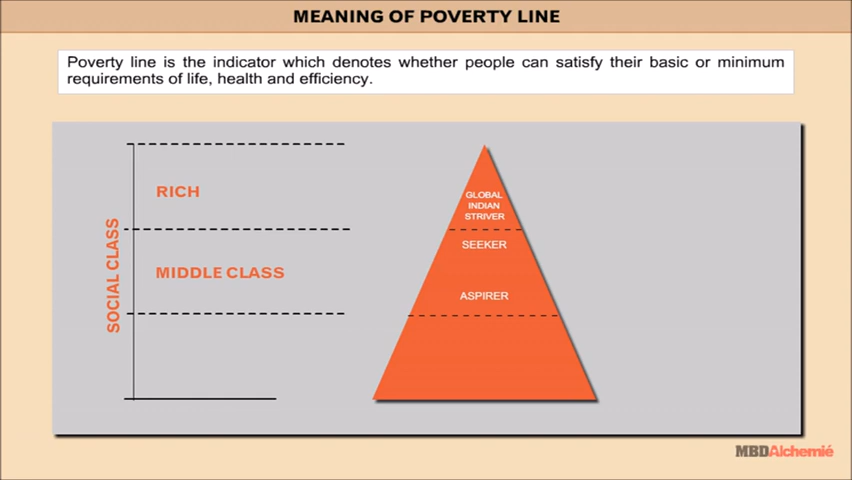 MEANING OF POVERTY LINE
Poverty line is the indicator which denotes whether people can satisfy their basic or minimum
requirements of life, health and efficiency.
SOCIAL CLASS
RICH
MIDDLE CLASS
GLOBAL
INDIAN
STRIVER
SEEKER
ASPIRER
MBDAlchemié